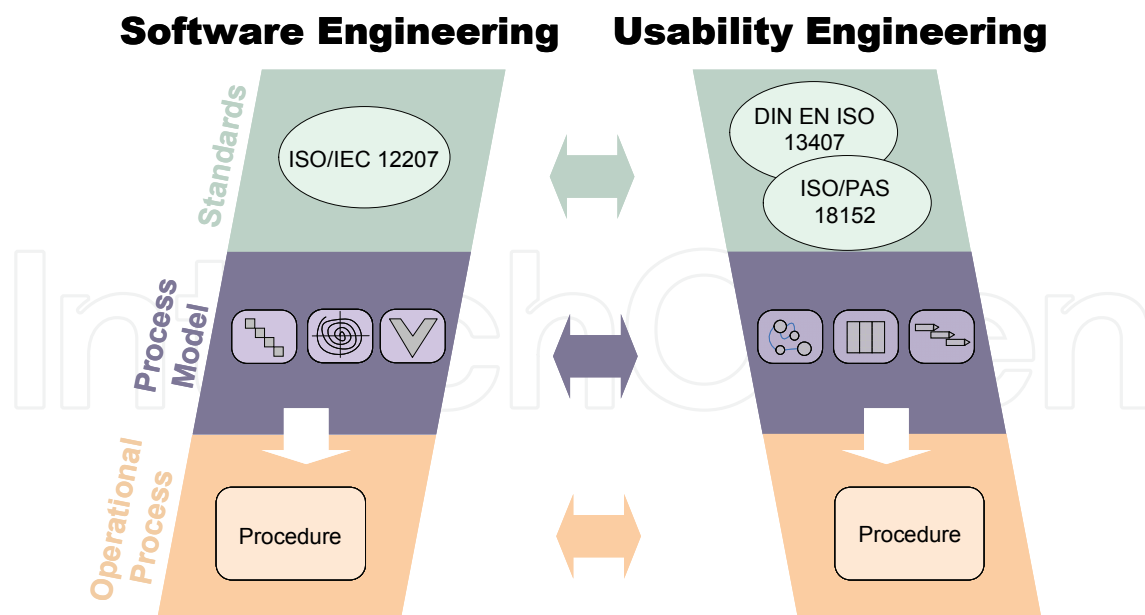 Software Engineering
Usability Engineering
Standards
ISO/IEC 12207
DIN EN ISO
13407
ISO/PAS
18152
Process
Model
Operational
Process
Procedure
Procedure
IntechOpen